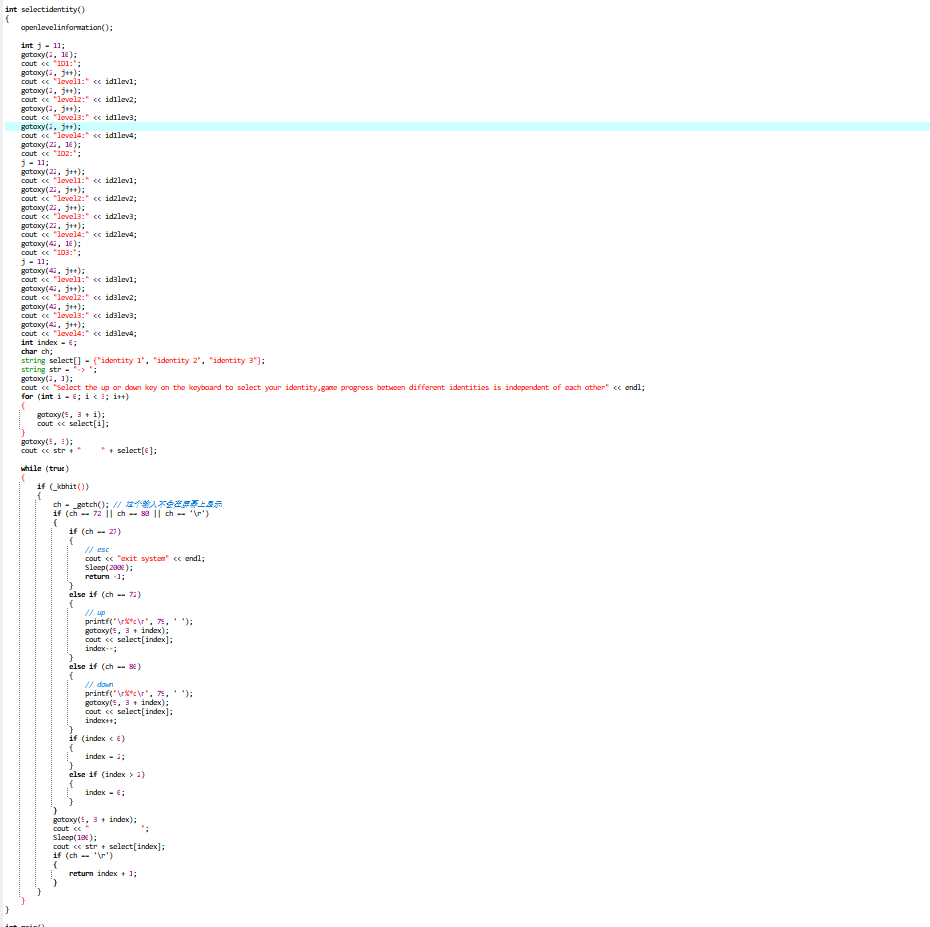 int selectidentity()
{
openlevelinformation();
int j = 11;
gotoxy(2, 10);
cout << "ID1:";
gotoxy(2, j++);
cout << "level1:" << id1lev1;
gotoxy(2, j++);
cout << "level2:" << id1lev2;
gotoxy(2, j++);
cout << "level3:" << id1lev3;
gotoxy(2, j++);
cout << "level4:" << id1lev4;
gotoxy(22, 10);
cout << "ID2:";
j = 11;
gotoxy(22, j++);
cout << "level1:" << id2lev1;
gotoxy(22, j++);
cout << "level2:" << id2lev2;
gotoxy(22, j++);
cout << "level3:" << id2lev3;
gotoxy(22, j++);
cout << "level4:" << id2lev4;
gotoxy(42, 10);
cout << "ID3:";
j = 11;
gotoxy(42, j++);
cout << "level1:" << id3lev1;
gotoxy(42, j++);
cout << "level2:" << id3lev2;
gotoxy(42, j++);
cout << "level3:" << id3lev3;
gotoxy(42, j++);
cout << "level4:" << id3lev4;
int index = 0;
char ch;
string select[] = {"identity 1", "identity 2", "identity 3"};
string str = "-> ";
gotoxy(2, 1);
cout << "Select the up or down key on the keyboard to select your identity,game progress between different identities is independent of each other" << endl;
for (int i = 0; i < 3; i++)
{
gotoxy(9, 3 + i);
cout << select[i];
}
gotoxy(9, 3);
cout << str + "     " + select[0];
while (true)
{
if (_kbhit())
{
ch = _getch(); // 这个输入不会在屏幕上显示
if (ch == 72 || ch == 80 || ch == '\r')
{
if (ch == 27)
{
// esc
cout << "exit system" << endl;
Sleep(2000);
return -1;
}
else if (ch == 72)
{
// up
printf("\r%*c\r", 79, ' ');
gotoxy(9, 3 + index);
cout << select[index];
index--;
}
else if (ch == 80)
{
// down
printf("\r%*c\r", 79, ' ');
gotoxy(9, 3 + index);
cout << select[index];
index++;
}
if (index < 0)
{
index = 2;
}
else if (index > 2)
{
index = 0;
}
}
gotoxy(9, 3 + index);
cout << "             ";
Sleep(100);
cout << str + select[index];
if (ch == '\r')
{
return index + 1;
}
}
}
}